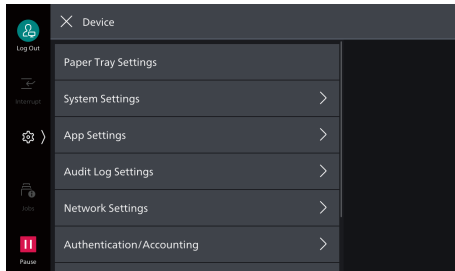 Device
Log Out
Paper Tray Settings
Interrupt
System Settings
App Settings
Audit Log Settings
Jobs
Network Settings
Pause
Authentication/Accounting